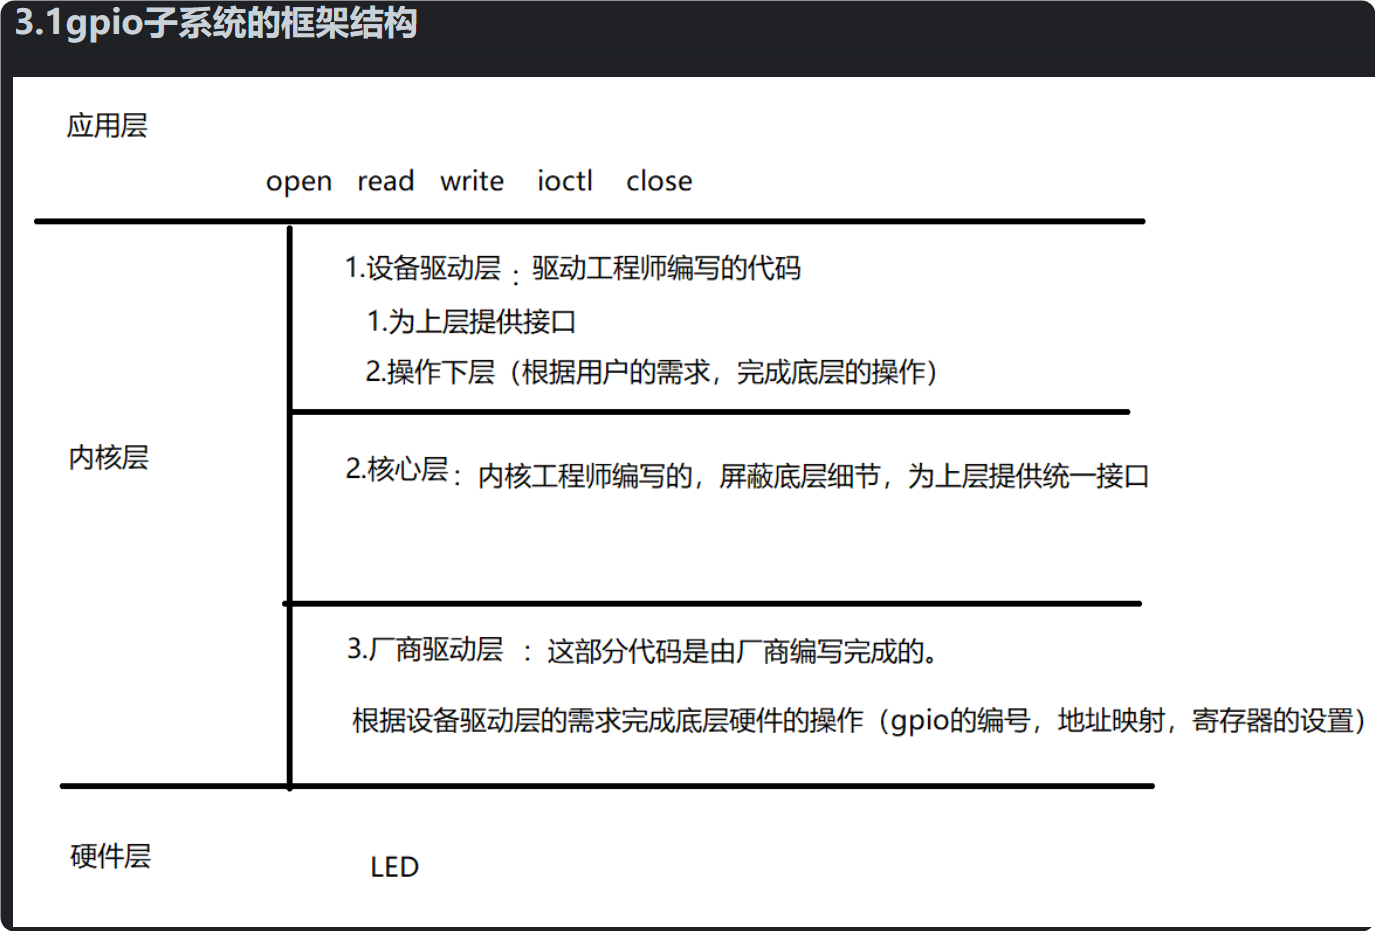 3.1gpio子系统的框架结构
应用层
open read write ioctl close
1.设备驱动层：驱动工程师编写的代码
1.为上层提供接口
2.操作下层（根据用户的需求，完成底层的操作）
内核层
2.核心层：内核工程师编写的，屏蔽底层细节，为上层提供统一接口
3.厂商驱动层 ：这部分代码是由厂商编写完成的。
根据设备驱动层的需求完成底层硬件的操作（gpio的编号，地址映射，寄存器的设置）
硬件层
LED